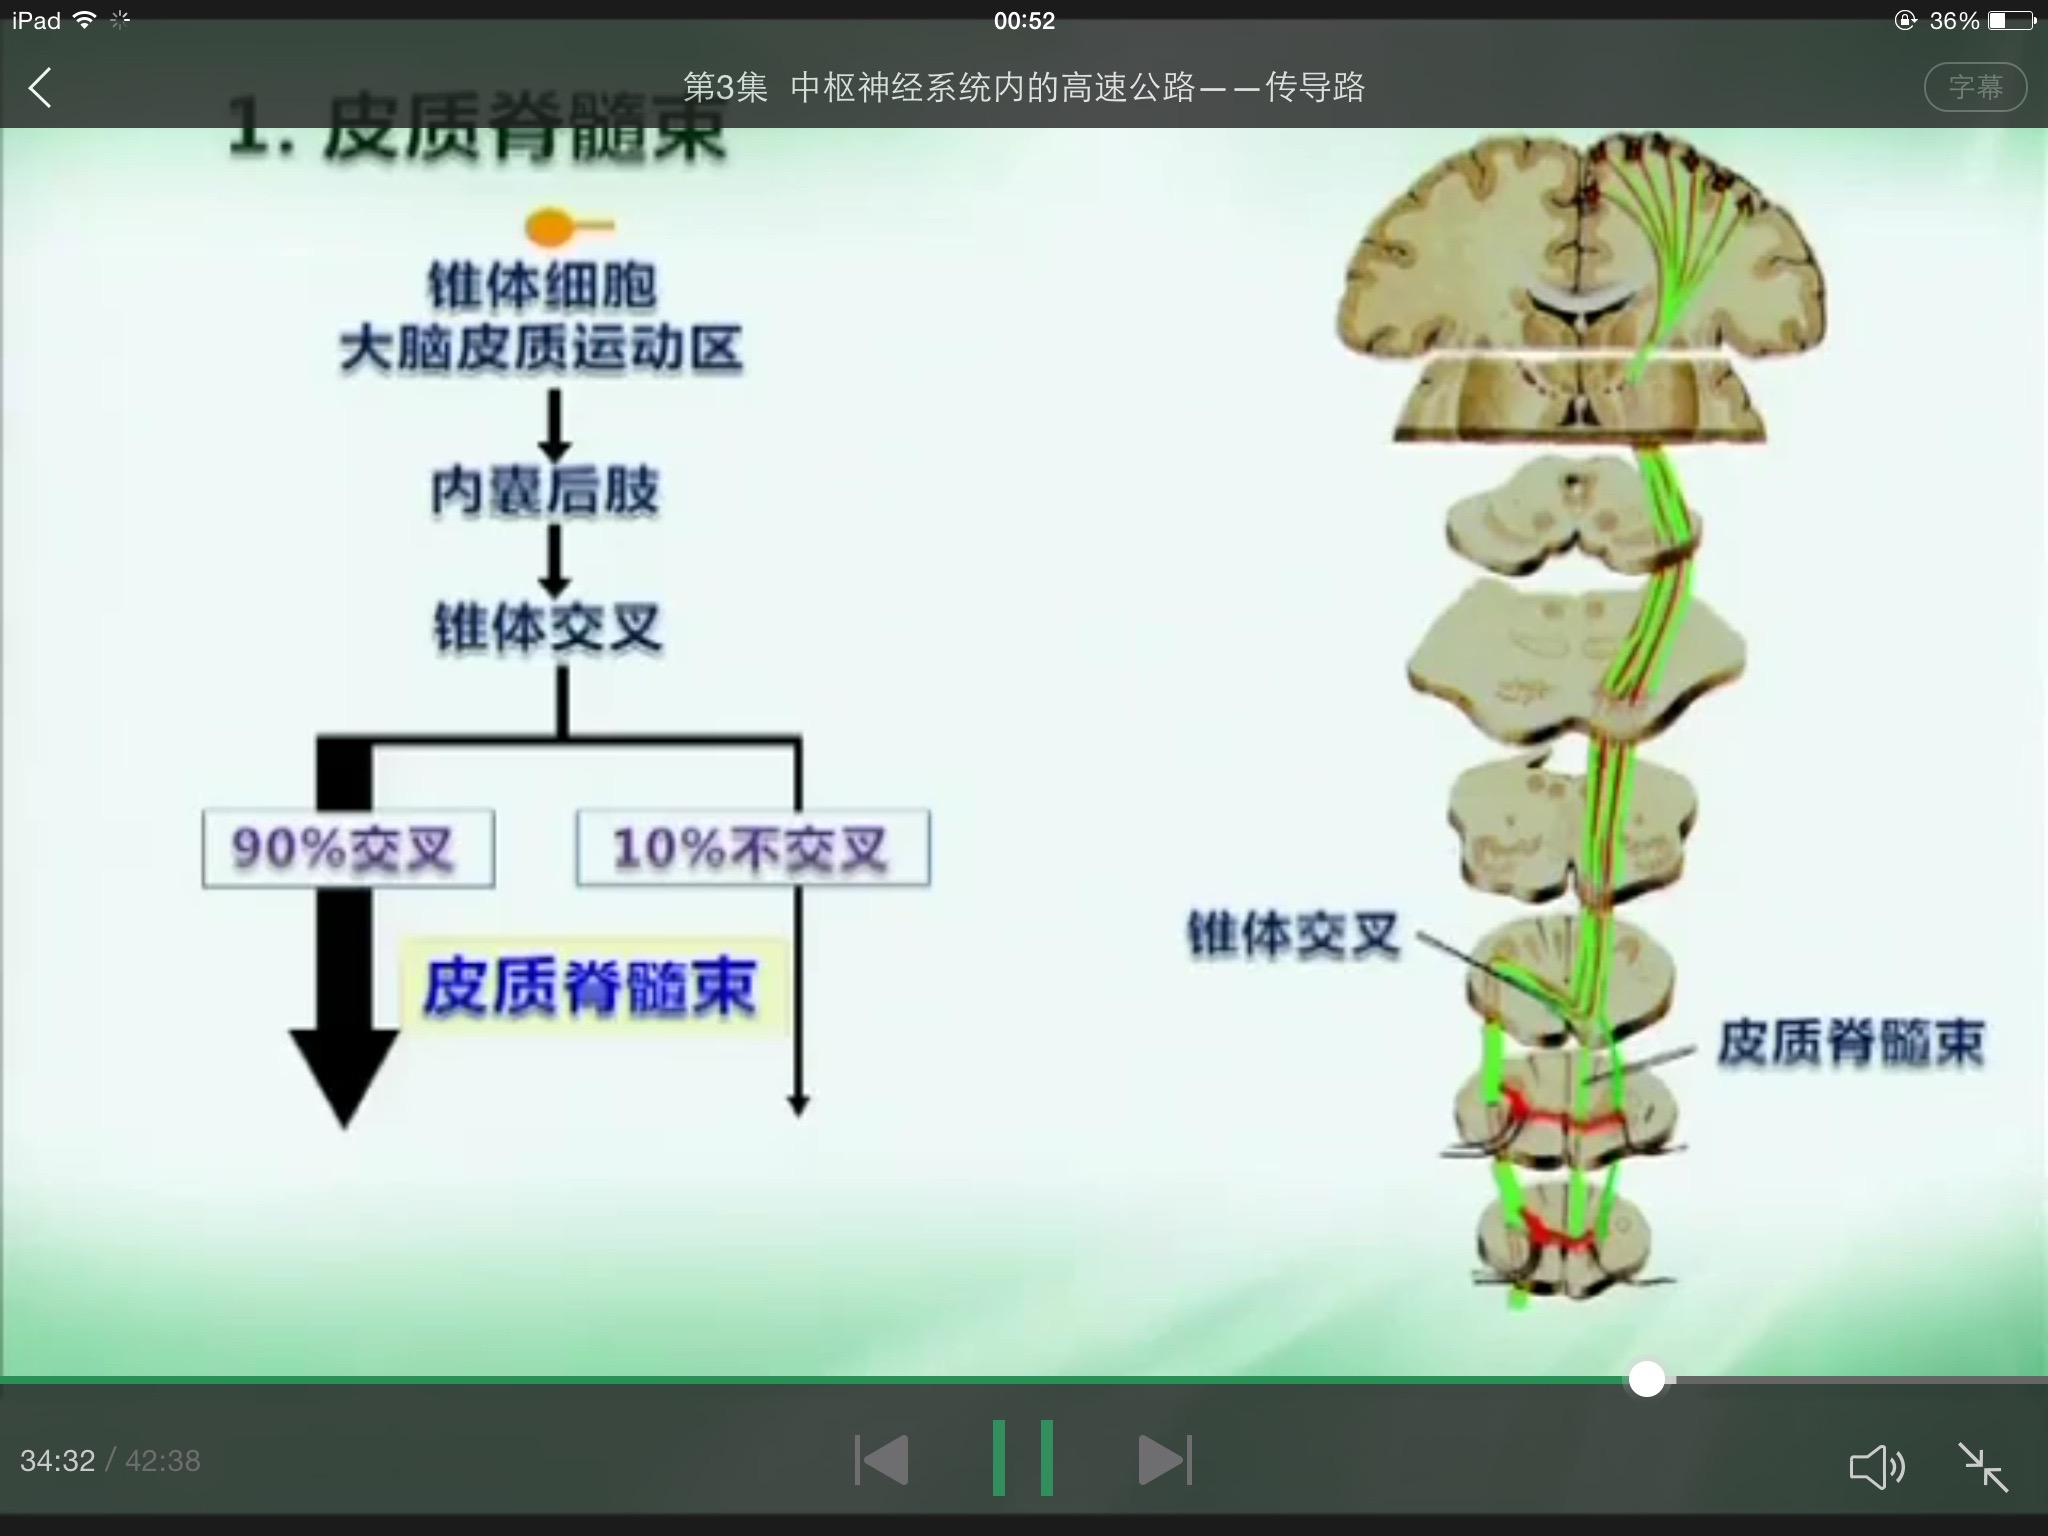 iPad
00:52
36%
第3集 中枢神经系统内的高速公路——传导路
字幕
1. 皮质脊髓束
锥体细胞
大脑皮质运动区
内囊后肢
锥体交叉
90%交叉
10%不交叉
皮质脊髓束
锥体交叉
皮质脊髓束
34:32 / 42:38